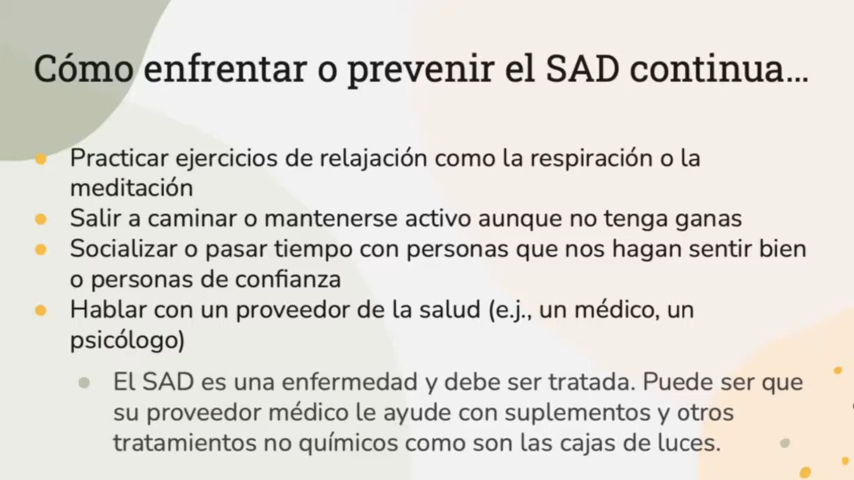 Cómo enfrentar o prevenir el SAD continua...
Practicar ejercicios de relajación como la respiración o la
meditación
Salir a caminar o mantenerse activo aunque no tenga ganas
Socializar o pasar tiempo con personas que nos hagan sentir bien
o personas de confianza
Hablar con un proveedor de la salud (e.j., un médico, un
psicólogo)
El SAD es una enfermedad y debe ser tratada. Puede ser que
su proveedor médico le ayude con suplementos y otros
tratamientos no químicos como son las cajas de luces.